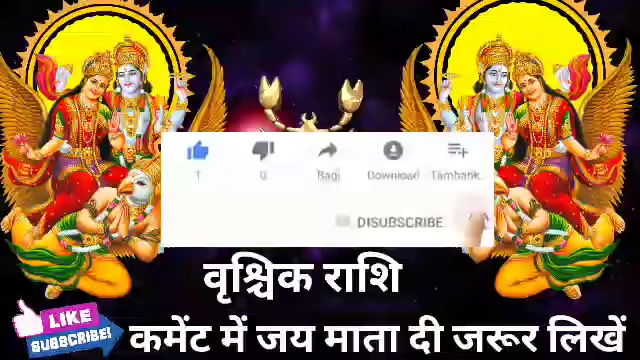 1 0 Bagi Download Tambahk
DISUBSCRIBE
वृश्चिक राशि
LIKE
SUBSCRIBE!
कमेंट में जय माता दी जरूर लिखें